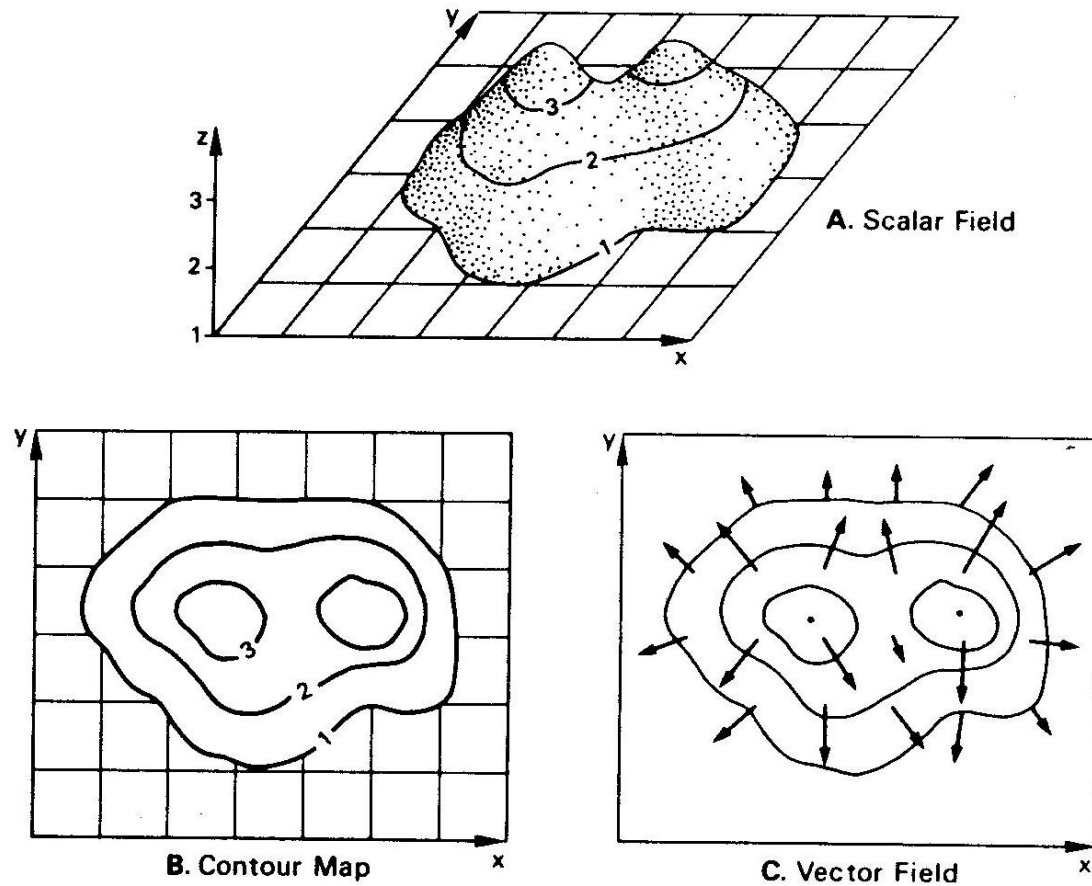 y
z
3
2
1
3
2
1
x
A. Scalar Field
y
3
2
1
x
B. Contour Map
y
x
C. Vector Field